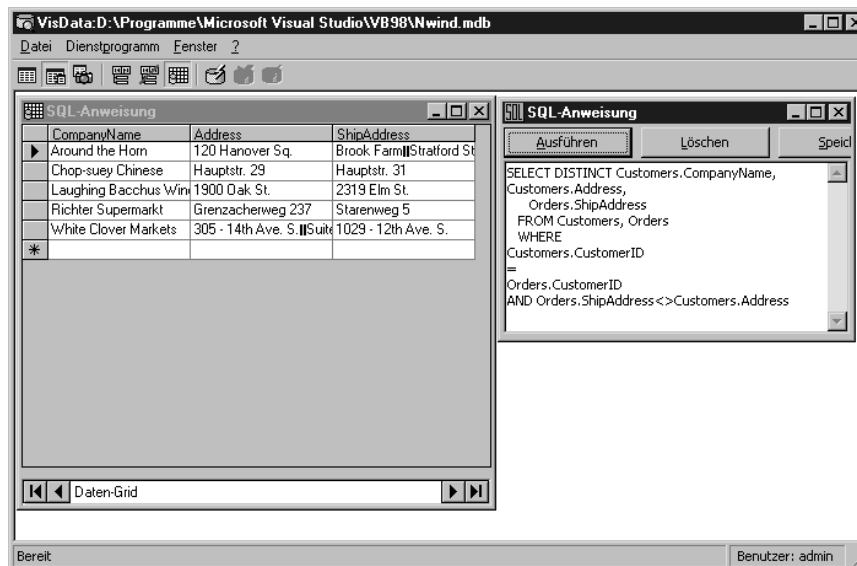 VisData:D:\Programme\Microsoft Visual Studio\VB98\Nwind.mdb
Datei Dienstprogramm Fenster ?
SQL-Anweisung
CompanyName Address ShipAddress
Around the Horn 120 Hanover Sq. Brook Farm||Stratford St
Chop-suey Chinese Hauptstr. 29 Hauptstr. 31
Laughing Bacchus Win 1900 Oak St. 2319 Elm St.
Richter Supermarkt Grenzacherweg 237 Starenweg 5
White Clover Markets 305 - 14th Ave. S.||Suite 1029 - 12th Ave. S.
Daten-Grid
SQL SQL-Anweisung
Ausführen Löschen Speicl
SELECT DISTINCT Customers.CompanyName,
Customers.Address,
Orders.ShipAddress
FROM Customers, Orders
WHERE
Customers.CustomerID
=
Orders.CustomerID
AND Orders.ShipAddress<>Customers.Address
Bereit Benutzer: admin